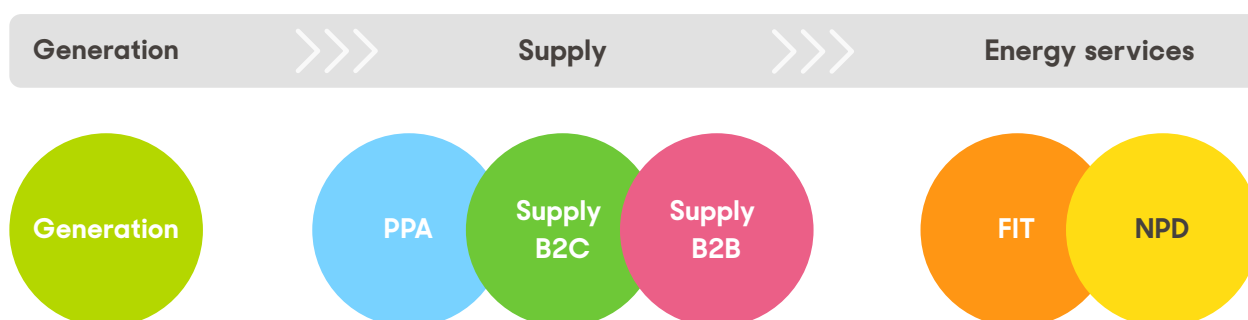 Generation
Supply
Energy services
Generation
PPA
Supply
B2C
Supply
B2B
FIT
NPD